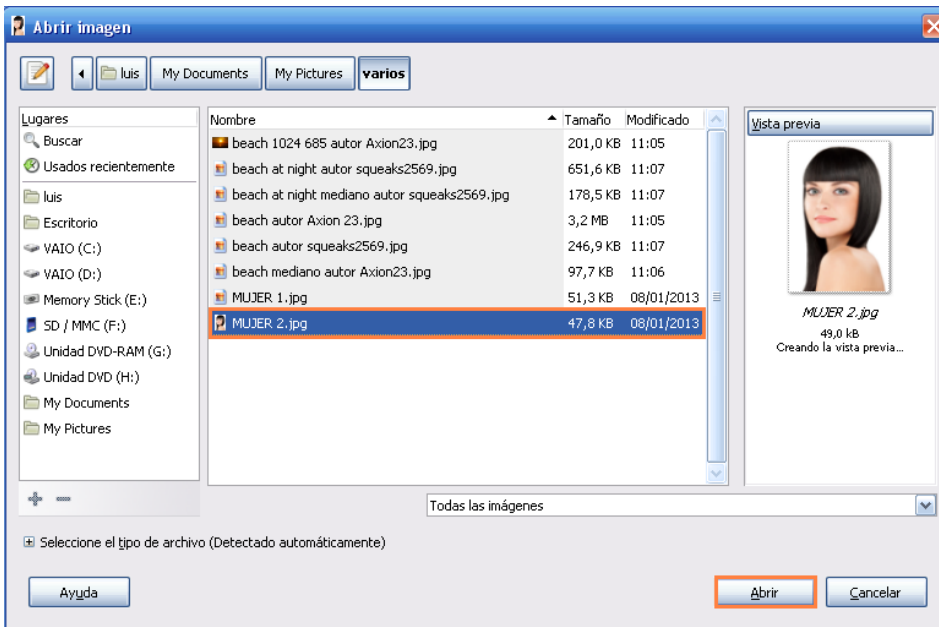 Abrir imagen
luis My Documents My Pictures varios
Lugares
Buscar
Usados recientemente
luis
Escritorio
VAIO (C:)
VAIO (D:)
Memory Stick (E:)
SD / MMC (F:)
Unidad DVD-RAM (G:)
Unidad DVD (H:)
My Documents
My Pictures
Nombre Tamaño Modificado
beach 1024 685 autor Axion23.jpg 201,0 KB 11:05
beach at night autor squeaks2569.jpg 651,6 KB 11:07
beach at night mediano autor squeaks2569.jpg 178,5 KB 11:07
beach autor Axion 23.jpg 3,2 MB 11:05
beach autor squeaks2569.jpg 246,9 KB 11:07
beach mediano autor Axion23.jpg 97,7 KB 11:06
MUJER 1.jpg 51,3 KB 08/01/2013
MUJER 2.jpg 47,8 KB 08/01/2013
Vista previa
MUJER 2.jpg
49,0 kB
Creando la vista previa...
Todas las imágenes
Seleccione el tipo de archivo (Detectado automáticamente)
Ayuda
Abrir
Cancelar